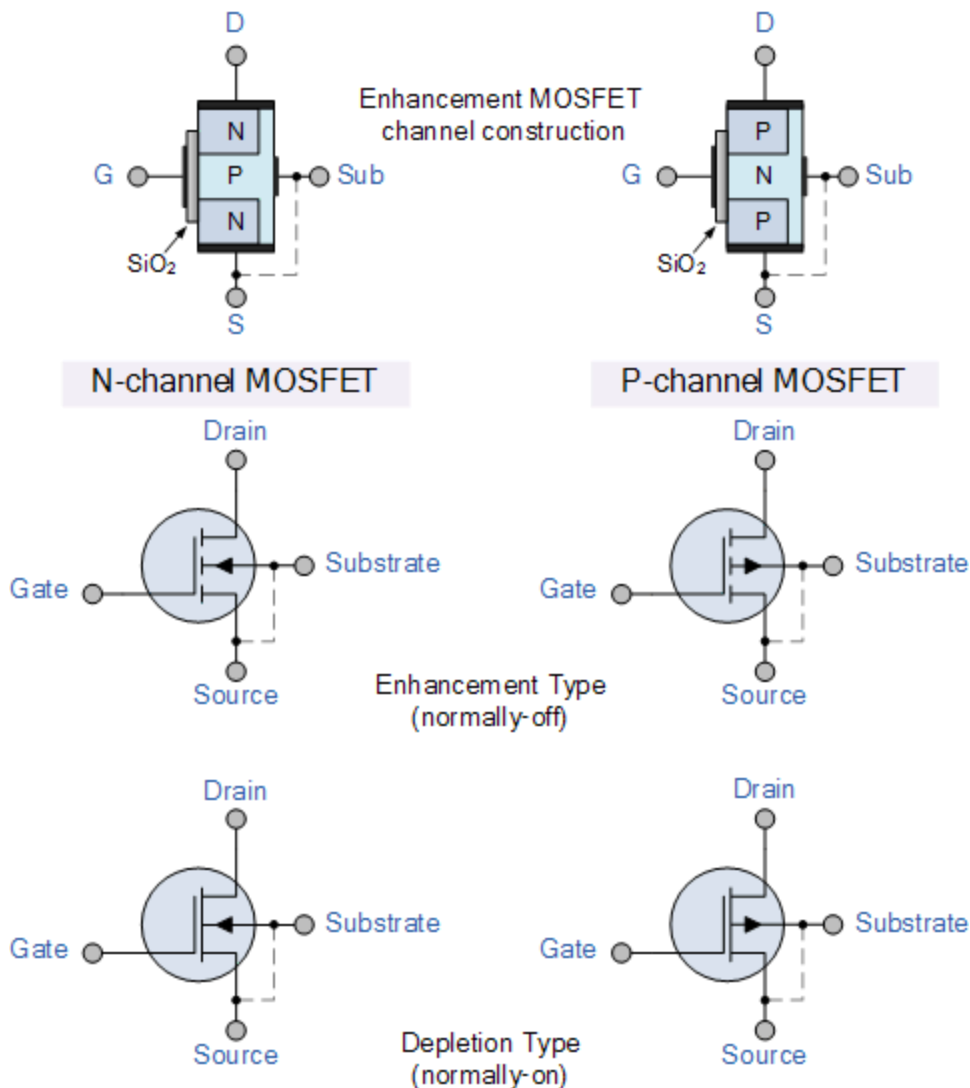 D
D
Enhancement MOSFET
channel construction
N
P
G
P
Sub
G
N
Sub
N
P
SiO₂
SiO₂
S
S
N-channel MOSFET
P-channel MOSFET
Drain
Drain
Substrate
Substrate
Gate
Gate
Source
Source
Enhancement Type
(normally-off)
Drain
Drain
Substrate
Substrate
Gate
Gate
Source
Source
Depletion Type
(normally-on)